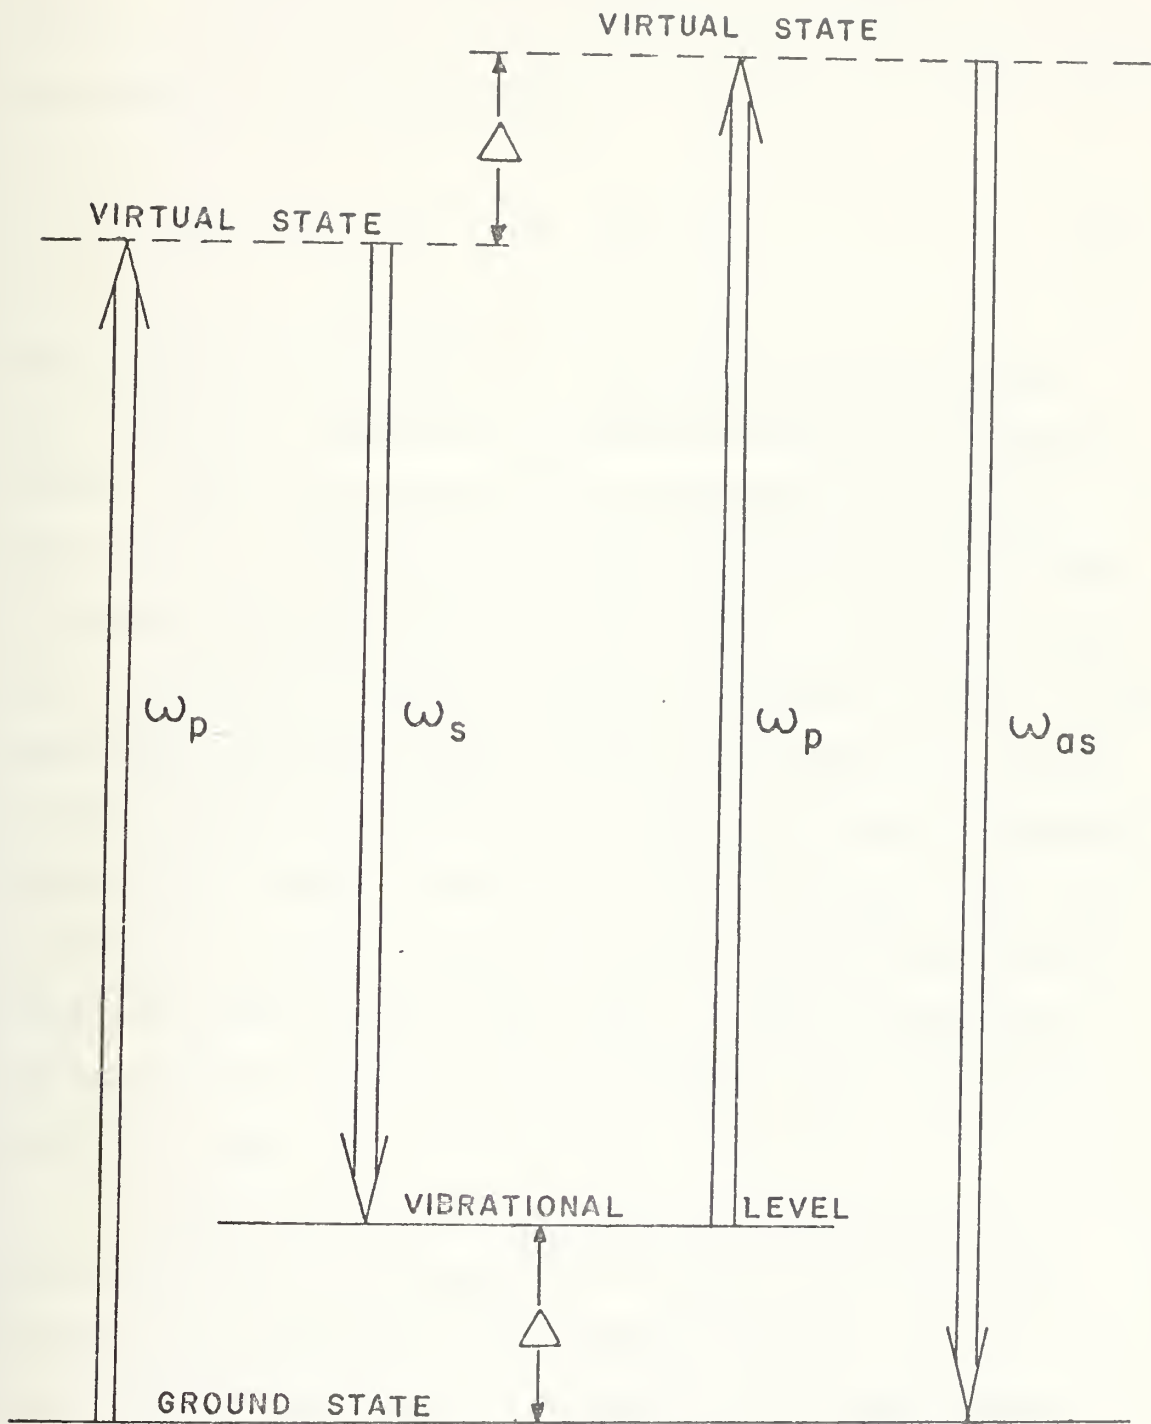 VIRTUAL STATE
△
VIRTUAL STATE
ωp
ωs
ωp
ωas
VIBRATIONAL LEVEL
△
GROUND STATE